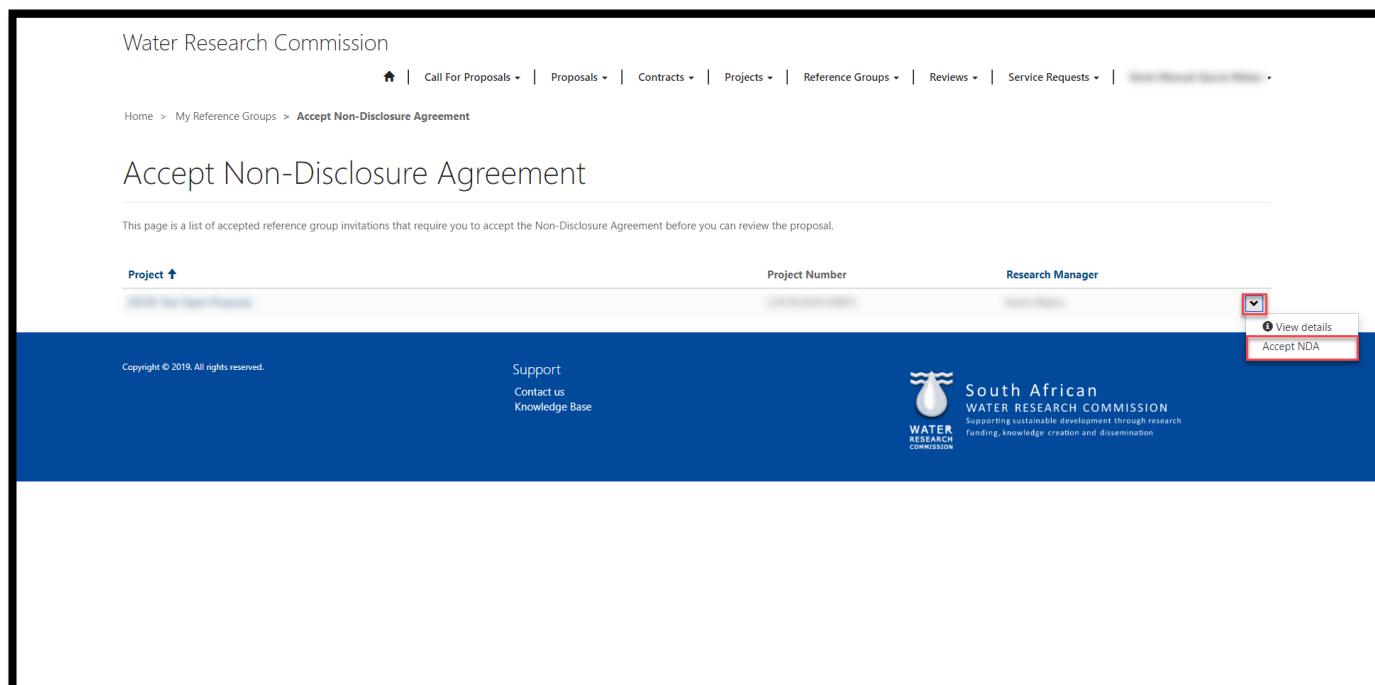 Water Research Commission
Call For Proposals Proposals Contracts Projects Reference Groups Reviews Service Requests
Home > My Reference Groups > Accept Non-Disclosure Agreement
Accept Non-Disclosure Agreement
This page is a list of accepted reference group invitations that require you to accept the Non-Disclosure Agreement before you can review the proposal.
Project Project Number Research Manager
View details
Accept NDA
Copyright © 2019. All rights reserved.
Support
Contact us
Knowledge Base
WATER
RESEARCH
COMMISSION
South African
WATER RESEARCH COMMISSION
Supporting sustainable development through research
funding, knowledge creation and dissemination